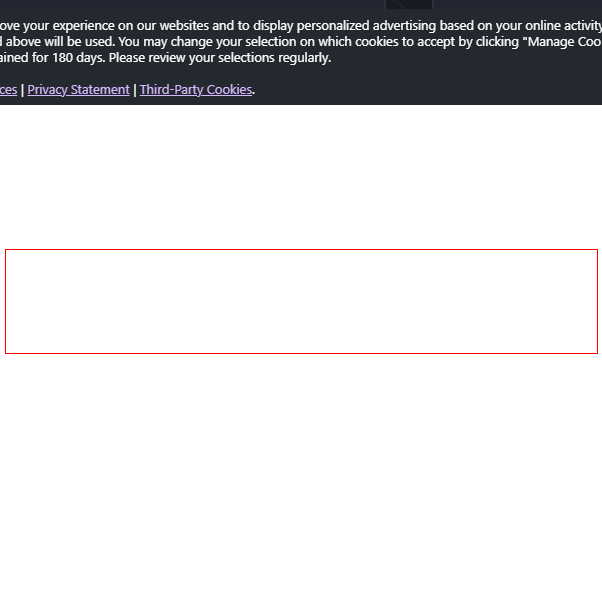 ove your experience on our websites and to display personalized advertising based on your online activity
above will be used. You may change your selection on which cookies to accept by clicking "Manage Coo
ained for 180 days. Please review your selections regularly.
ces | Privacy Statement | Third-Party Cookies.